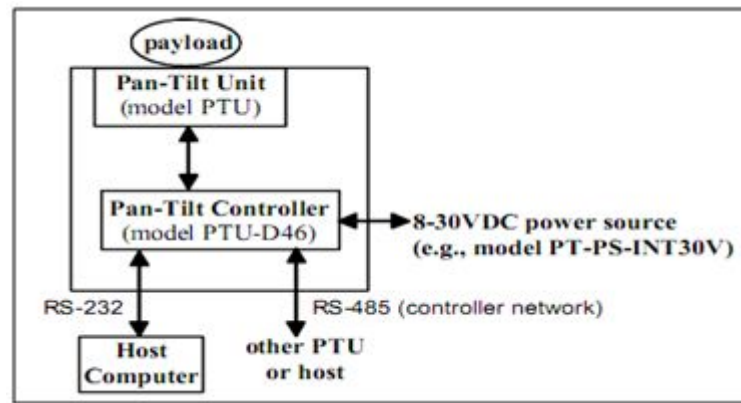 payload
Pan-Tilt Unit
(model PTU)
Pan-Tilt Controller
(model PTU-D46)
8-30VDC power source
(e.g., model PT-PS-INT30V)
RS-232
RS-485 (controller network)
Host
Computer
other PTU
or host